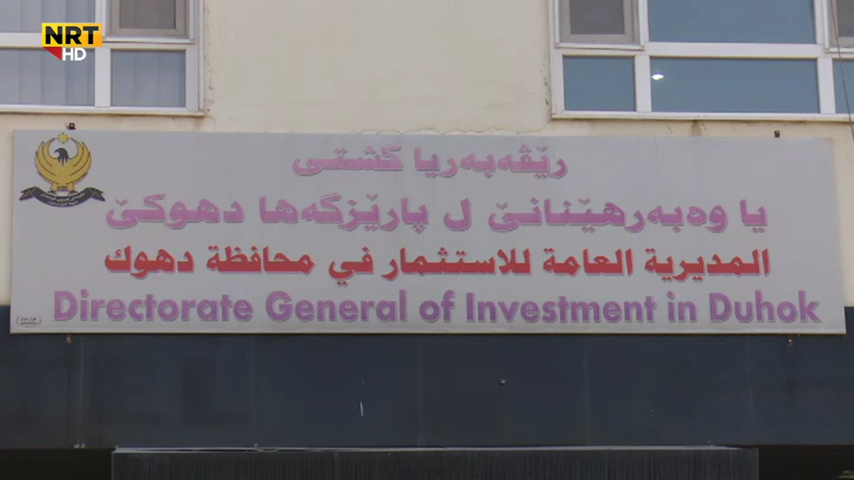 NRT
HD
رێڤەبەریا گشتی
یا وەبەرهێنانێ ل پارێزگەها دهوکێ
المديرية العامة للاستثمار في محافظة دهوك
Directorate General of Investment in Duhok